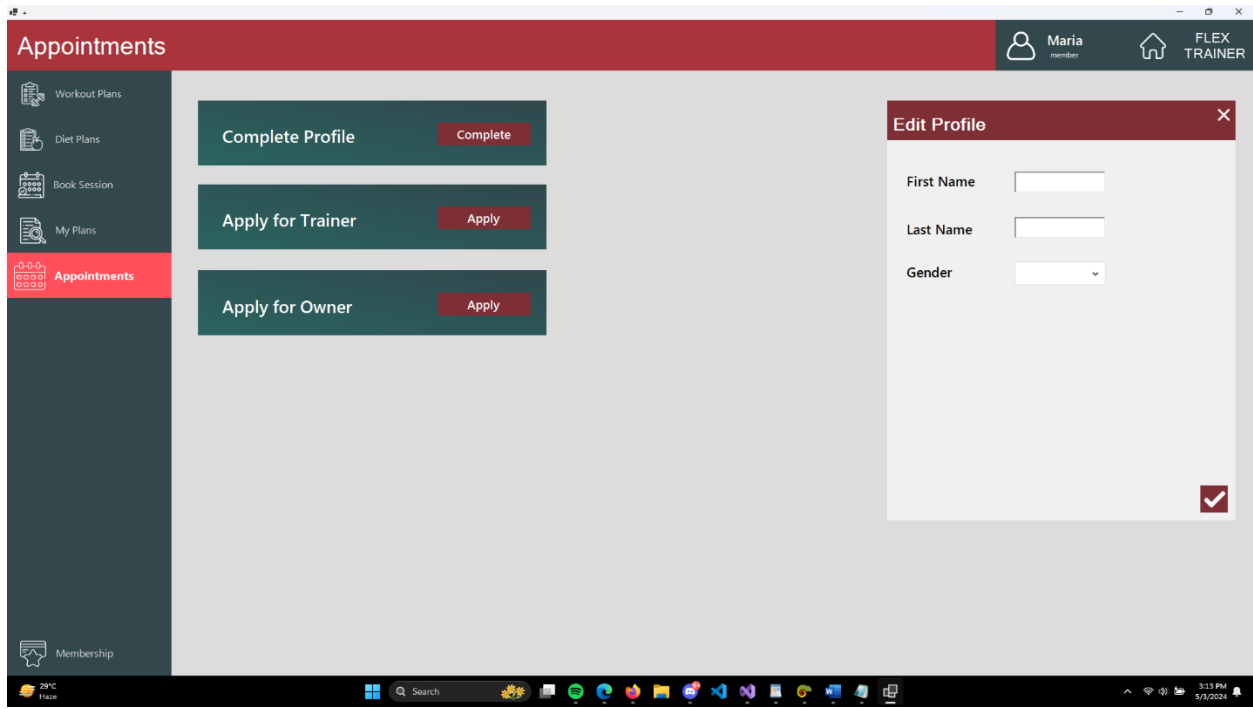 Appointments
Maria
member
FLEX
TRAINER
Workout Plans
Diet Plans
Book Session
My Plans
Appointments
Membership
Complete Profile
Complete
Apply for Trainer
Apply
Apply for Owner
Apply
Edit Profile
First Name
Last Name
Gender
29°C
Haze
Search
3:13 PM
5/3/2024